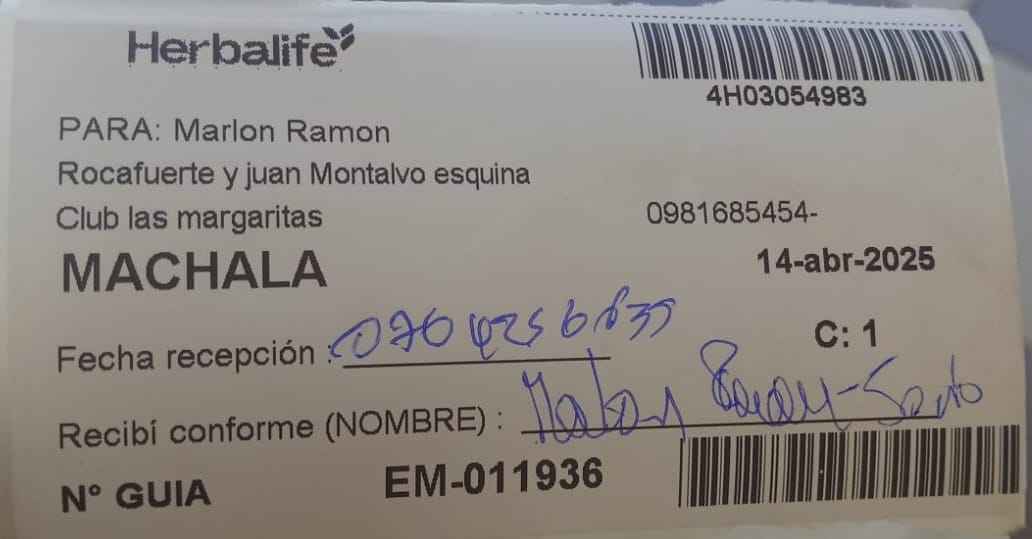 Herbalife
4H03054983
PARA: Marlon Ramon
Rocafuerte y juan Montalvo esquina
Club las margaritas
0981685454-
MACHALA
14-abr-2025
Fecha recepción :
C: 1
Recibí conforme (NOMBRE) :
N° GUIA
EM-011936